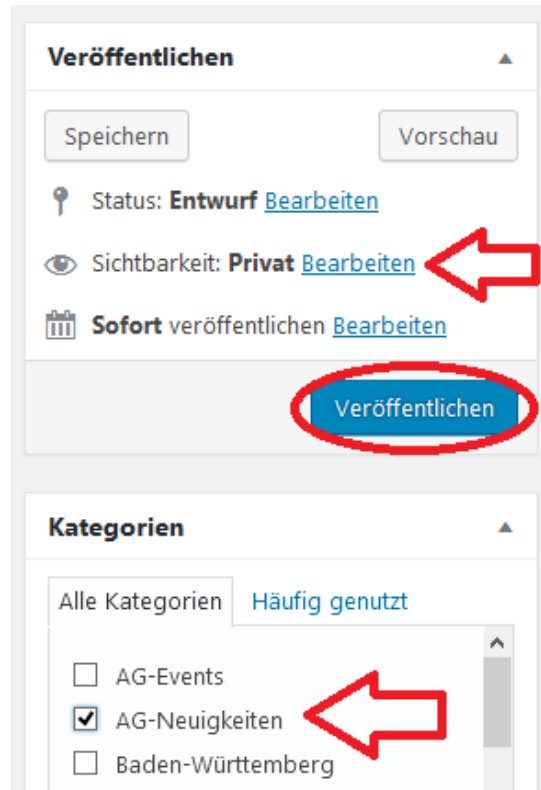 Veröffentlichen
Speichern Vorschau
Status: Entwurf Bearbeiten
Sichtbarkeit: Privat Bearbeiten
Sofort veröffentlichen Bearbeiten
Veröffentlichen
Kategorien
Alle Kategorien Häufig genutzt
AG-Events
AG-Neuigkeiten
Baden-Württemberg